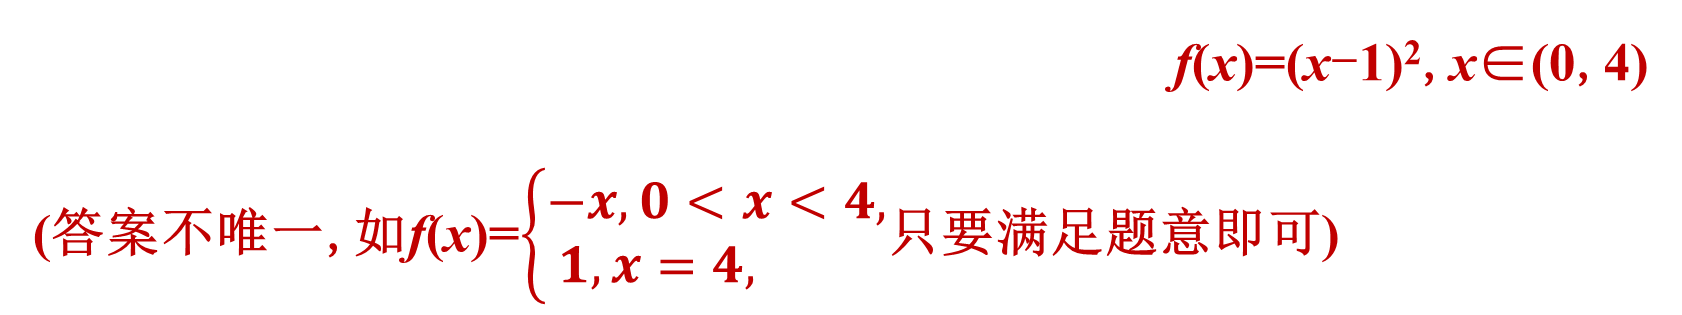 f(x)=(x−1)², x∈(0, 4)
(答案不唯一, 如f(x)={−x, 0 < x < 4, 只要满足题意即可)
1, x = 4,